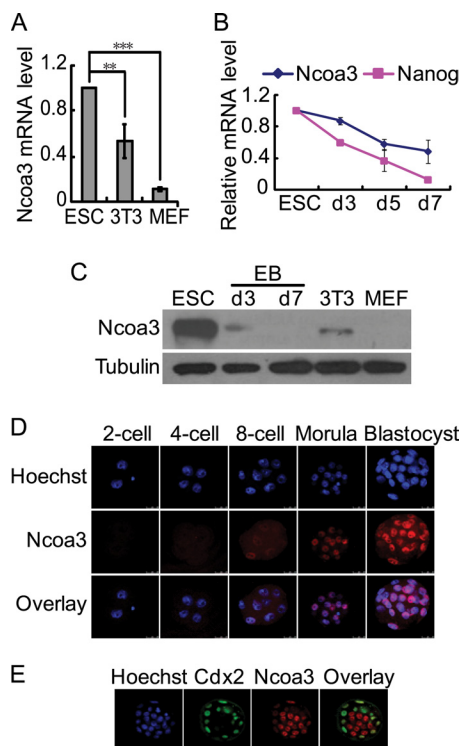 A
Ncoa3 mRNA level
1.2
0.8
0.4
0
***
**
ESC 3T3 MEF
B
Relative mRNA level
Ncoa3 Nanog
1.2
0.8
0.4
0
ESC d3 d5 d7
C
EB
ESC d3 d7 3T3 MEF
Ncoa3
Tubulin
D
2-cell 4-cell 8-cell Morula Blastocyst
Hoechst
Ncoa3
Overlay
E
Hoechst Cdx2 Ncoa3 Overlay